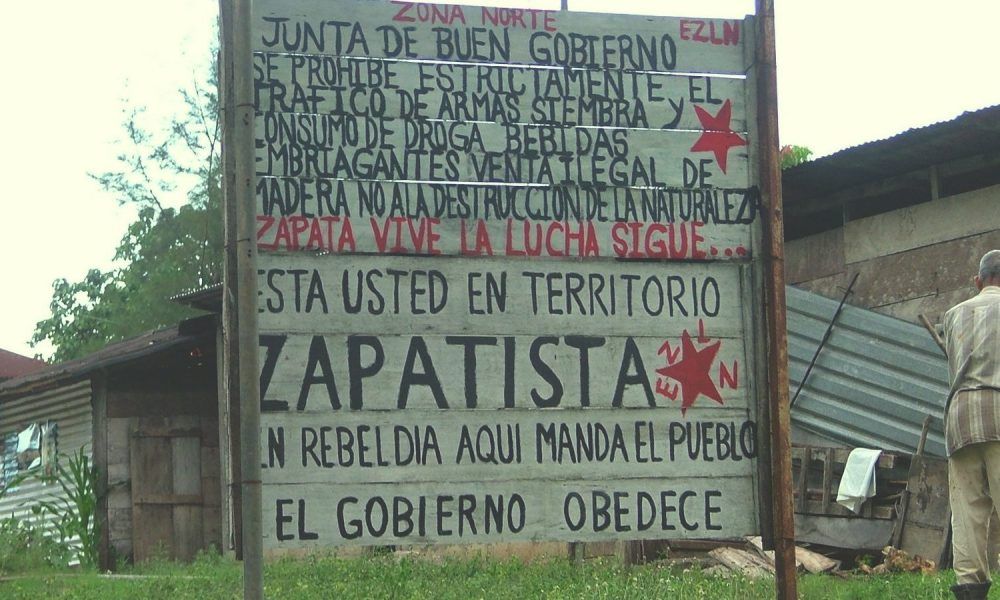 ZONA NORTE EZLN
JUNTA DE BUEN GOBIERNO
SE PROHIBE ESTRICTAMENTE EL
TRAFICO DE ARMAS SIEMBRA Y
CONSUMO DE DROGA BEBIDAS
EMBRIAGANTES VENTA ILEGAL DE
MADERA NO A LA DESTRUCCION DE LA NATURALEZA
ZAPATA VIVE LA LUCHA SIGUE...
ESTA USTED EN TERRITORIO
ZAPATISTA EZLN
EN REBELDIA AQUI MANDA EL PUEBLO
EL GOBIERNO OBEDECE